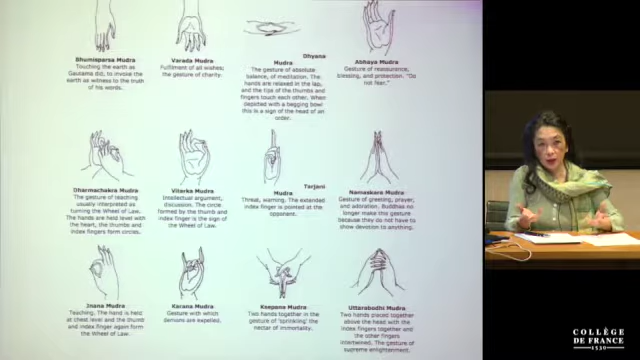 Bhumisparsa Mudra
Touching the earth as
Gautama did, to invoke the
earth as witness to the truth
of his words.
Varada Mudra
Fulfilment of all wishes;
the gesture of charity.
Dhyana
Mudra
The gesture of absolute
balance, of meditation. The
hands are relaxed in the lap,
and the tips of the thumbs and
fingers touch each other. When
depicted with a begging bowl
this is a sign of the head of an
order.
Abhaya Mudra
Gesture of reassurance,
blessing, and protection. "Do
not fear."
Dharmachakra Mudra
The gesture of teaching
usually interpreted as
turning the Wheel of Law.
The hands are held level with
the heart, the thumbs and
index fingers form circles.
Vitarka Mudra
Intellectual argument,
discussion. The circle
formed by the thumb and
index finger is the sign of
the Wheel of Law.
Tarjani
Mudra
Threat, warning. The extended
index finger is pointed at the
opponent.
Namaskara Mudra
Gesture of greeting, prayer,
and adoration. Buddhas no
longer make this gesture
because they do not have to
show devotion to anything.
Jnana Mudra
Teaching. The hand is held
at chest level and the thumb
and index finger again form
the Wheel of Law.
Karana Mudra
Gesture with which
demons are expelled.
Ksepana Mudra
Two hands together in the
gesture of 'sprinkling' the
nectar of immortality.
Uttarabodhi Mudra
Two hands placed together
above the head with the
index fingers together and
the other fingers
intertwined. The gesture of
supreme enlightenment.
COLLÈGE
DE FRANCE
1530